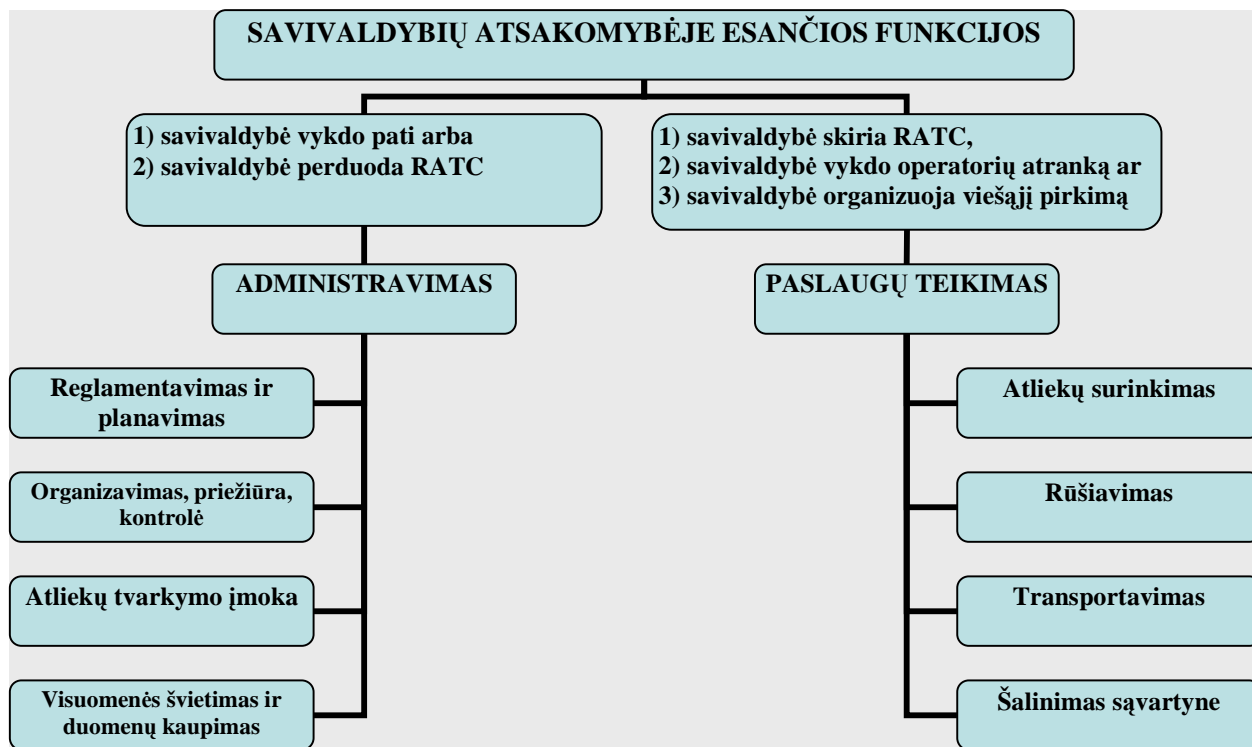 SAVIVALDYBIŲ ATSAKOMYBĖJE ESANČIOS FUNKCIJOS
1) savivaldybė vykdo pati arba
2) savivaldybė perduoda RATC
1) savivaldybė skiria RATC,
2) savivaldybė vykdo operatorių atranką ar
3) savivaldybė organizuoja viešąjį pirkimą
ADMINISTRAVIMAS
PASLAUGŲ TEIKIMAS
Reglamentavimas ir
planavimas
Organizavimas, priežiūra,
kontrolė
Atliekų tvarkymo įmoka
Visuomenės švietimas ir
duomenų kaupimas
Atliekų surinkimas
Rūšiavimas
Transportavimas
Šalinimas sąvartyne